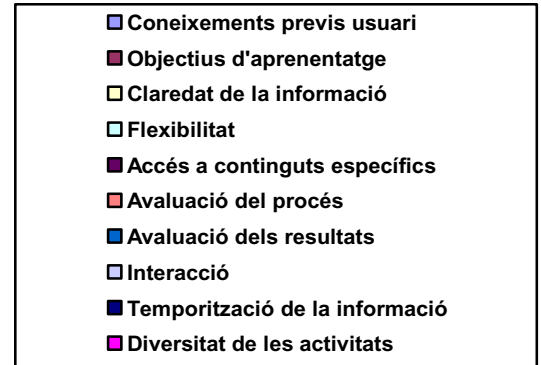 Coneixements previs usuari
Objectius d'aprenentatge
Claredat de la informació
Flexibilitat
Accés a continguts específics
Avaluació del procés
Avaluació dels resultats
Interacció
Temporització de la informació
Diversitat de les activitats